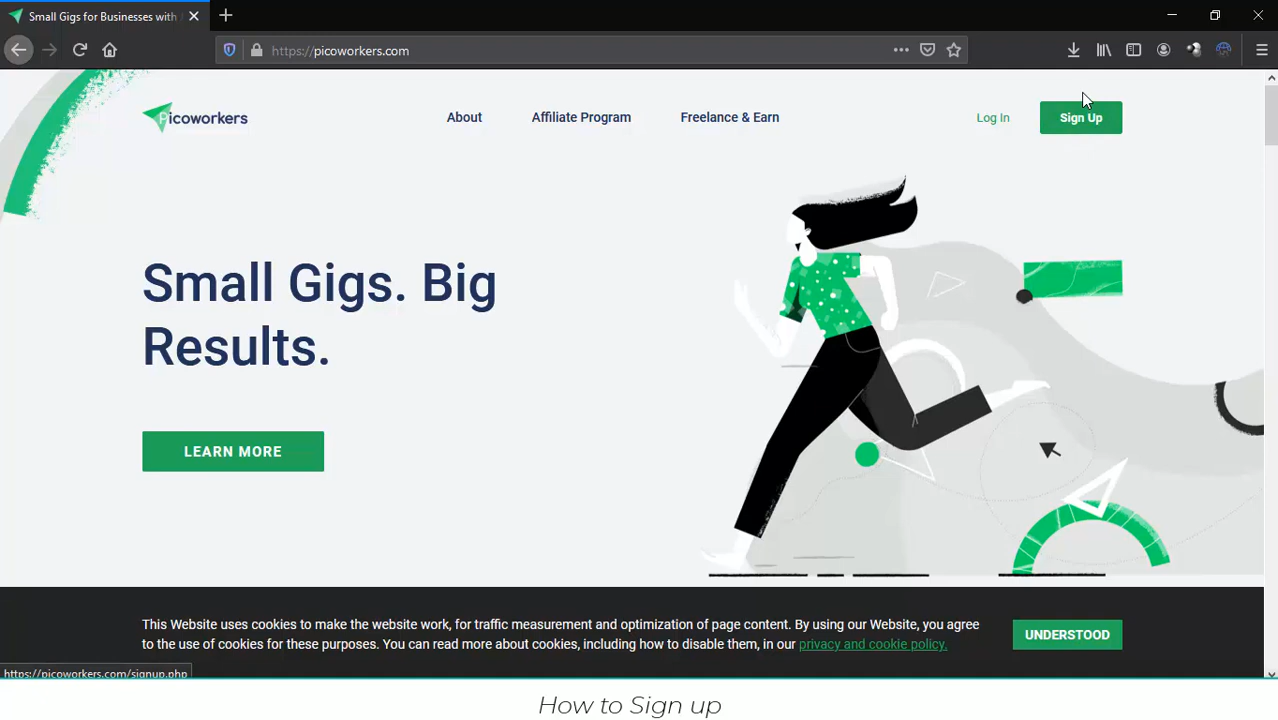 Small Gigs for Businesses with
https://picoworkers.com
picoworkers
About
Affiliate Program
Freelance & Earn
Log In
Sign Up
Small Gigs. Big
Results.
LEARN MORE
This Website uses cookies to make the website work, for traffic measurement and optimization of page content. By using our Website, you agree
to the use of cookies for these purposes. You can read more about cookies, including how to disable them, in our privacy and cookie policy.
UNDERSTOOD
https://picoworkers.com/signup.php
How to Sign up